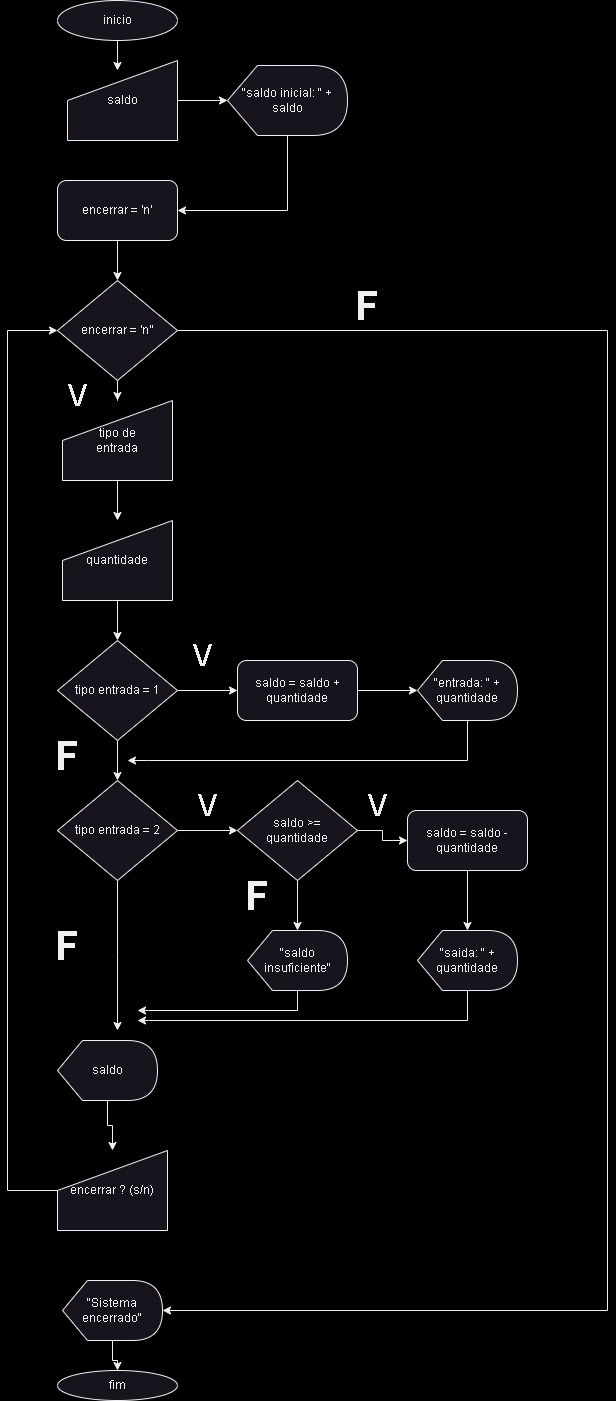 inicio
saldo
"saldo inicial: " +
saldo
encerrar = 'n'
F
encerrar = 'n"
V
tipo de
entrada
quantidade
V
tipo entrada = 1
saldo = saldo +
quantidade
"entrada: " +
quantidade
F
tipo entrada = 2
V
saldo >=
quantidade
V
saldo = saldo -
quantidade
F
F
"saldo
insuficiente"
"saida: " +
quantidade
saldo
encerrar ? (s/n)
"Sistema
encerrado"
fim